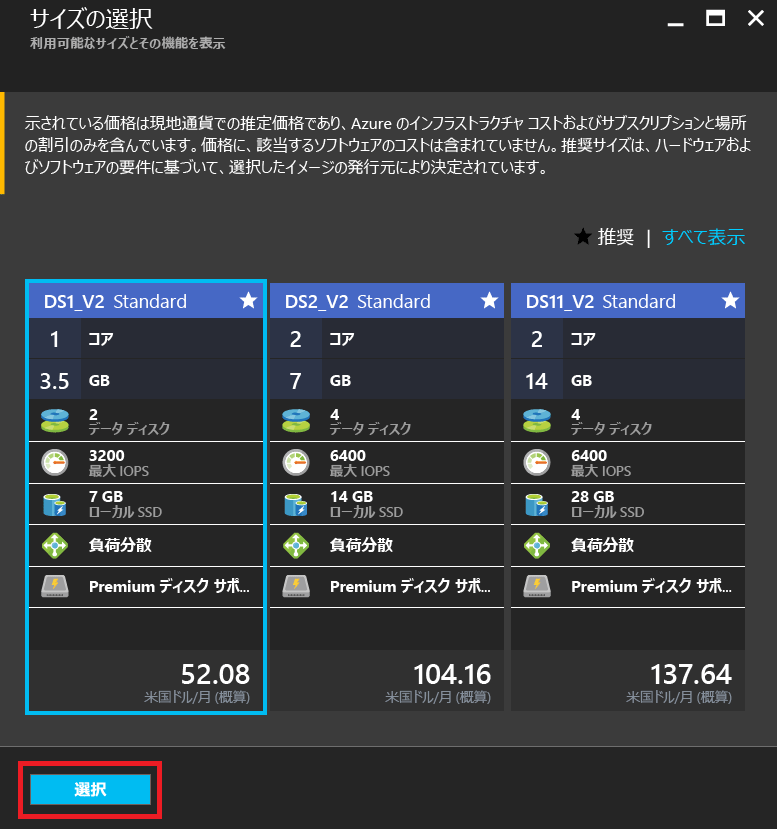 サイズの選択
利用可能なサイズとその機能を表示
示されている価格は現地通貨での推定価格であり、Azure のインフラストラクチャ コストおよびサブスクリプションと場所
の割引のみを含んでいます。価格に、該当するソフトウェアのコストは含まれていません。推奨サイズは、ハードウェアおよ
びソフトウェアの要件に基づいて、選択したイメージの発行元により決定されています。
★ 推奨 | すべて表示
DS1_V2 Standard ★
1 コア
3.5 GB
2
データ ディスク
3200
最大 IOPS
7 GB
ローカル SSD
負荷分散
Premium ディスク サポ...
52.08
米国ドル/月 (概算)
DS2_V2 Standard ★
2 コア
7 GB
4
データ ディスク
6400
最大 IOPS
14 GB
ローカル SSD
負荷分散
Premium ディスク サポ...
104.16
米国ドル/月 (概算)
DS11_V2 Standard ★
2 コア
14 GB
4
データ ディスク
6400
最大 IOPS
28 GB
ローカル SSD
負荷分散
Premium ディスク サポ...
137.64
米国ドル/月 (概算)
選択